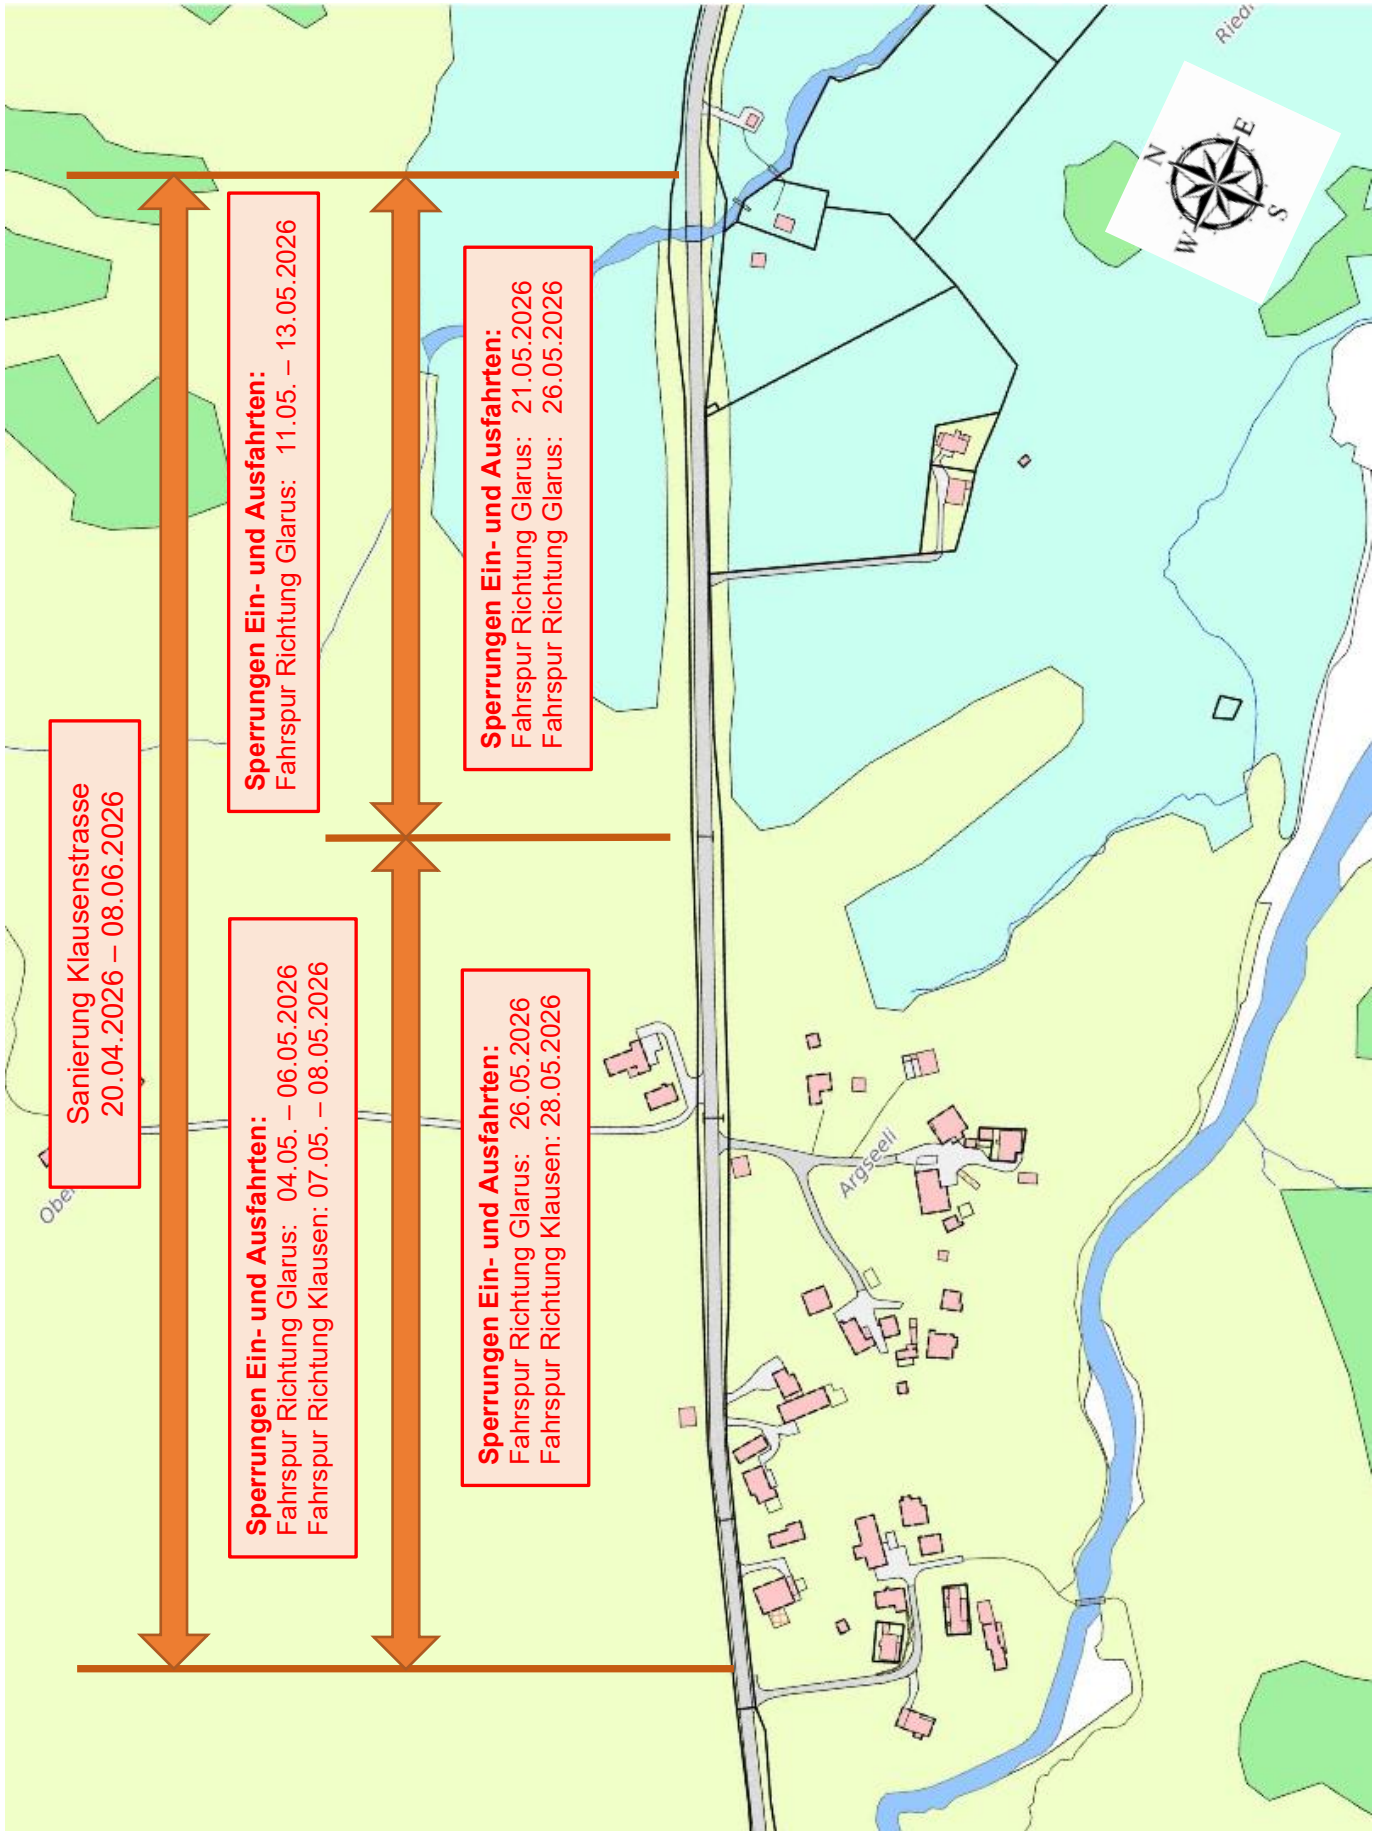 Sanierung Klausenstrasse
20.04.2026 – 08.06.2026
Sperrungen Ein- und Ausfahrten:
Fahrspur Richtung Glarus: 04.05. – 06.05.2026
Fahrspur Richtung Klausen: 07.05. – 08.05.2026
Sperrungen Ein- und Ausfahrten:
Fahrspur Richtung Glarus: 11.05. – 13.05.2026
Sperrungen Ein- und Ausfahrten:
Fahrspur Richtung Glarus: 26.05.2026
Fahrspur Richtung Klausen: 28.05.2026
Sperrungen Ein- und Ausfahrten:
Fahrspur Richtung Glarus: 21.05.2026
Fahrspur Richtung Glarus: 26.05.2026
Argseeli
N
E
S
W